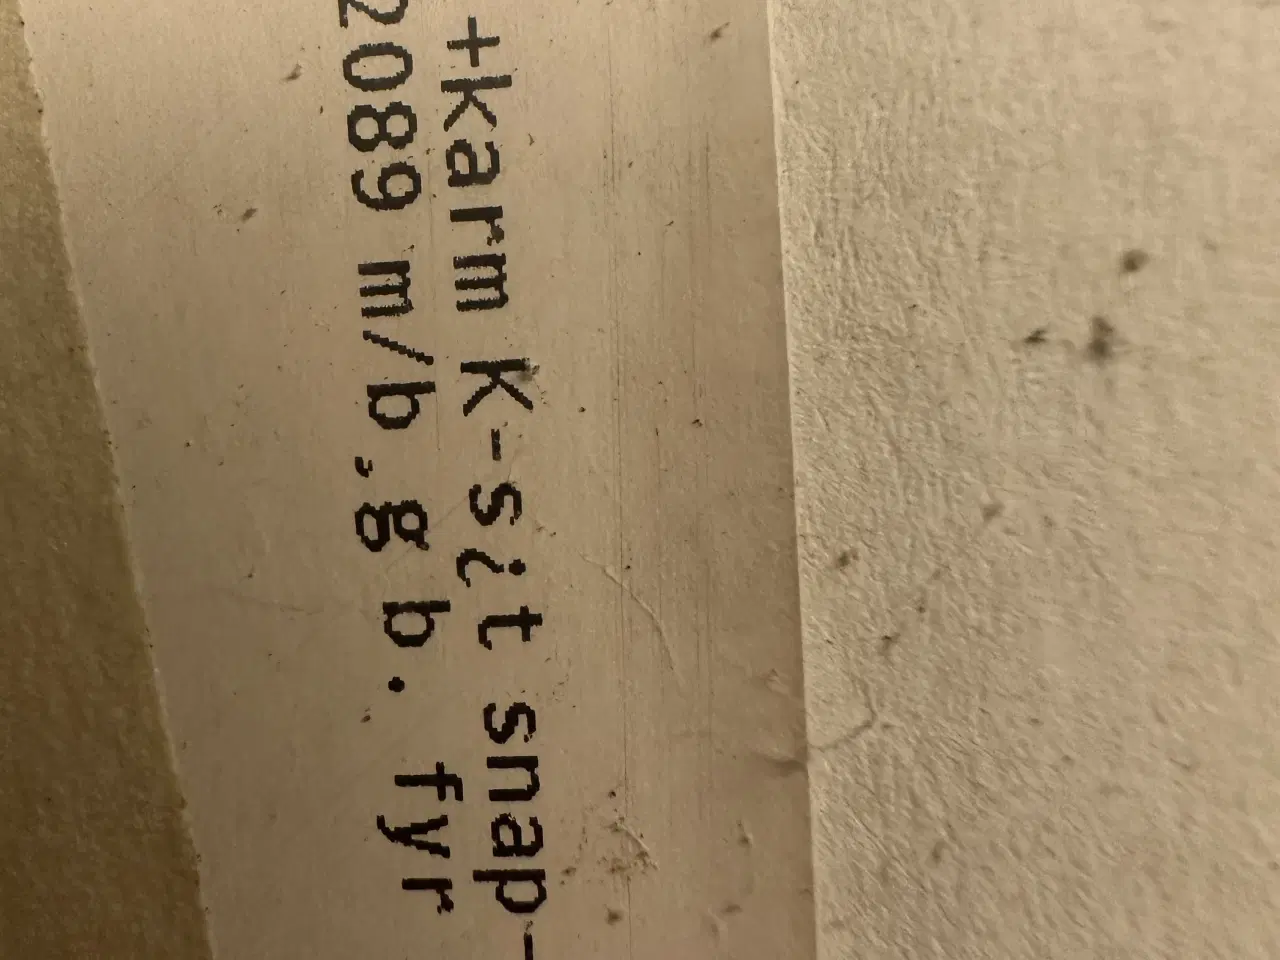 +karm K-s¿t snap-
2089 m/b,g b. fyr